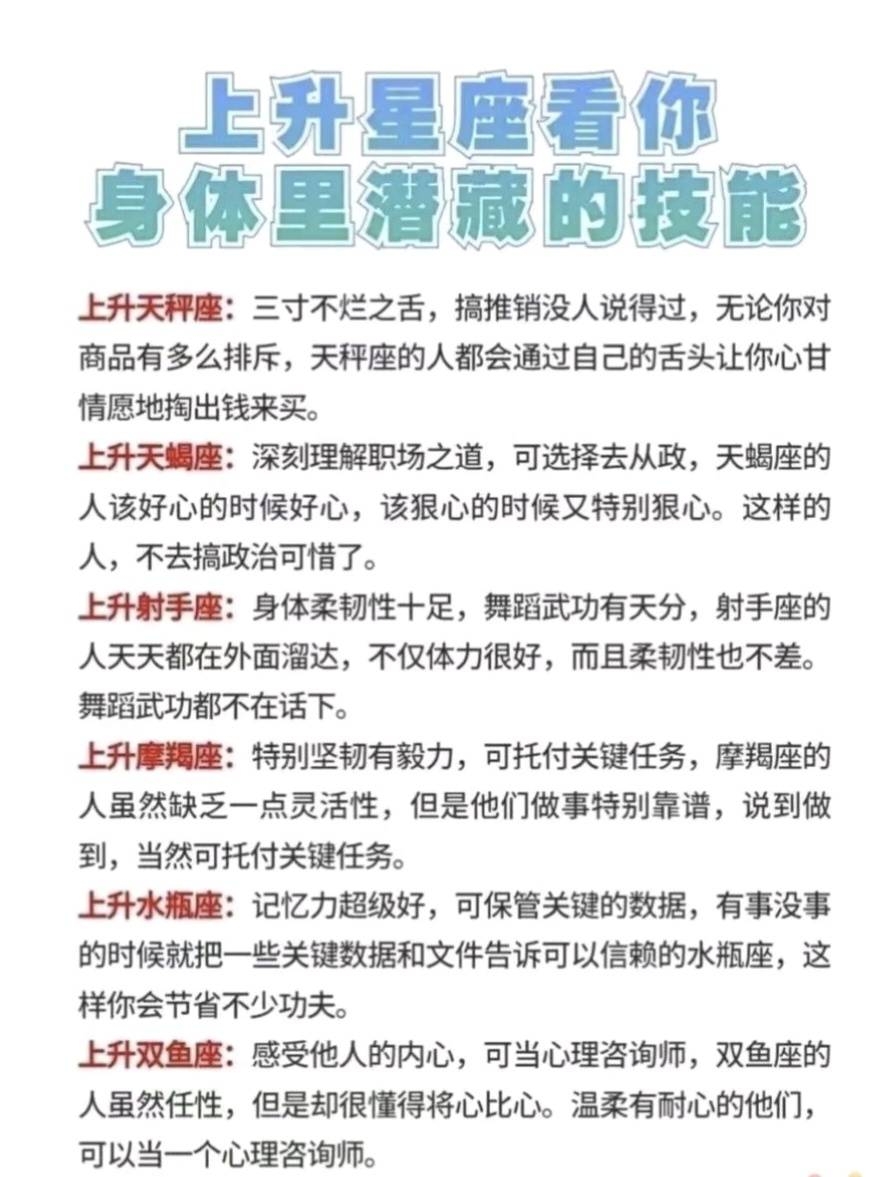 上升星座看你
身体里潜藏的技能
上升天秤座：三寸不烂之舌，搞推销没人说得过，无论你对
商品有多么排斥，天秤座的人都会通过自己的舌头让你心甘
情愿地掏出钱来买。
上升天蝎座：深刻理解职场之道，可选择去从政，天蝎座的
人该好心的时候好心，该狠心的时候又特别狠心。这样的
人，不去搞政治可惜了。
上升射手座：身体柔韧性十足，舞蹈武功有天分，射手座的
人天天都在外面溜达，不仅体力很好，而且柔韧性也不差。
舞蹈武功都不在话下。
上升摩羯座：特别坚韧有毅力，可托付关键任务，摩羯座的
人虽然缺乏一点灵活性，但是他们做事特别靠谱，说到做
到，当然可托付关键任务。
上升水瓶座：记忆力超级好，可保管关键的数据，有事没事
的时候就把一些关键数据和文件告诉可以信赖的水瓶座，这
样你会节省不少功夫。
上升双鱼座：感受他人的内心，可当心理咨询师，双鱼座的
人虽然任性，但是却很懂得将心比心。温柔有耐心的他们，
可以当一个心理咨询师。